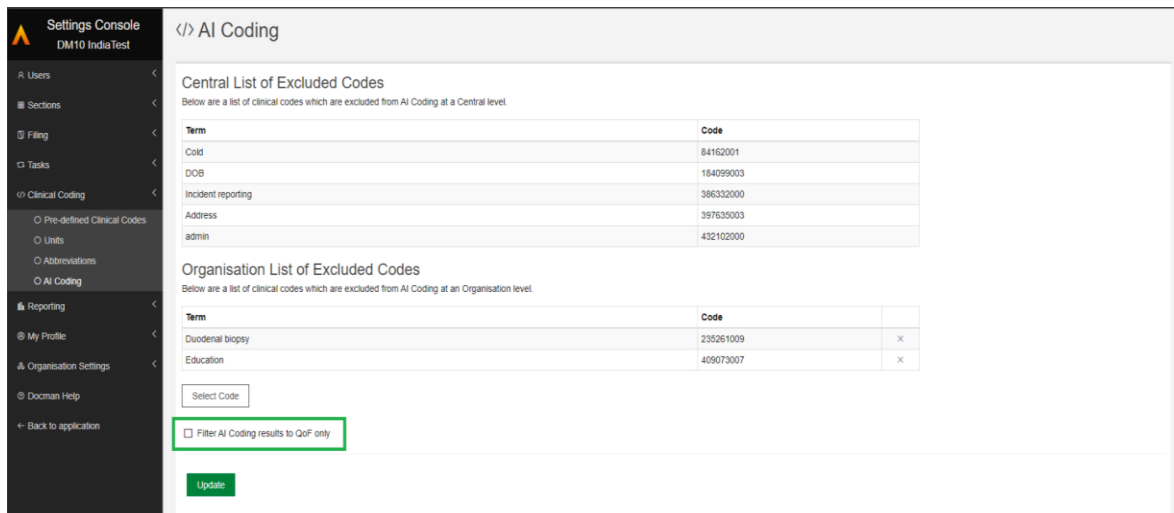 Settings Console
DM10 IndiaTest
Users
Sections
Filing
Tasks
</> Clinical Coding
Pre-defined Clinical Codes
Units
Abbreviations
AI Coding
Reporting
My Profile
Organisation Settings
Docman Help
← Back to application
</> AI Coding
Central List of Excluded Codes
Below are a list of clinical codes which are excluded from AI Coding at a Central level.
Term Code
Cold 84162001
DOB 184099003
Incident reporting 386332000
Address 397635003
admin 432102000
Organisation List of Excluded Codes
Below are a list of clinical codes which are excluded from AI Coding at an Organisation level.
Term Code
Duodenal biopsy 235261009 ×
Education 409073007 ×
Select Code
Filter AI Coding results to QoF only
Update